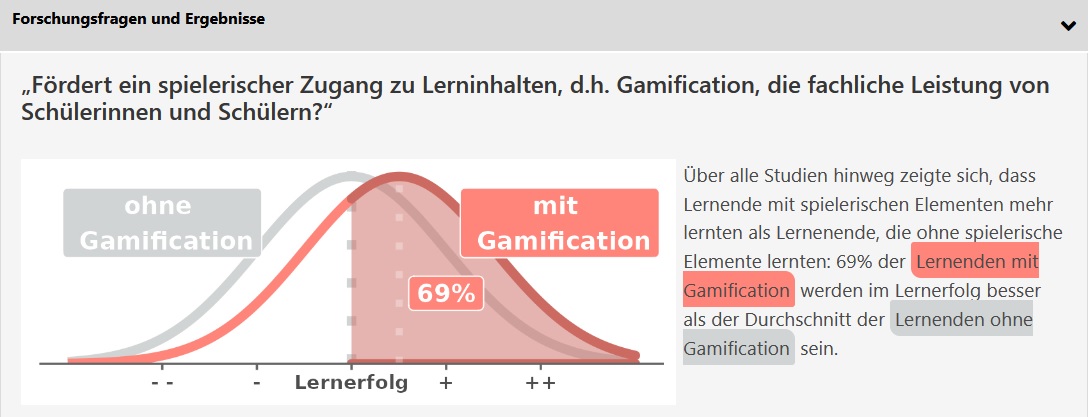 Forschungsfragen und Ergebnisse
„Fördert ein spielerischer Zugang zu Lerninhalten, d.h. Gamification, die fachliche Leistung von
Schülerinnen und Schülern?“
ohne
Gamification
mit
Gamification
69%
- -
-
Lernerfolg
+
++
Über alle Studien hinweg zeigte sich, dass
Lernende mit spielerischen Elementen mehr
lernten als Lernenende, die ohne spielerische
Elemente lernten: 69% der Lernenden mit
Gamification werden im Lernerfolg besser
als der Durchschnitt der Lernenden ohne
Gamification sein.